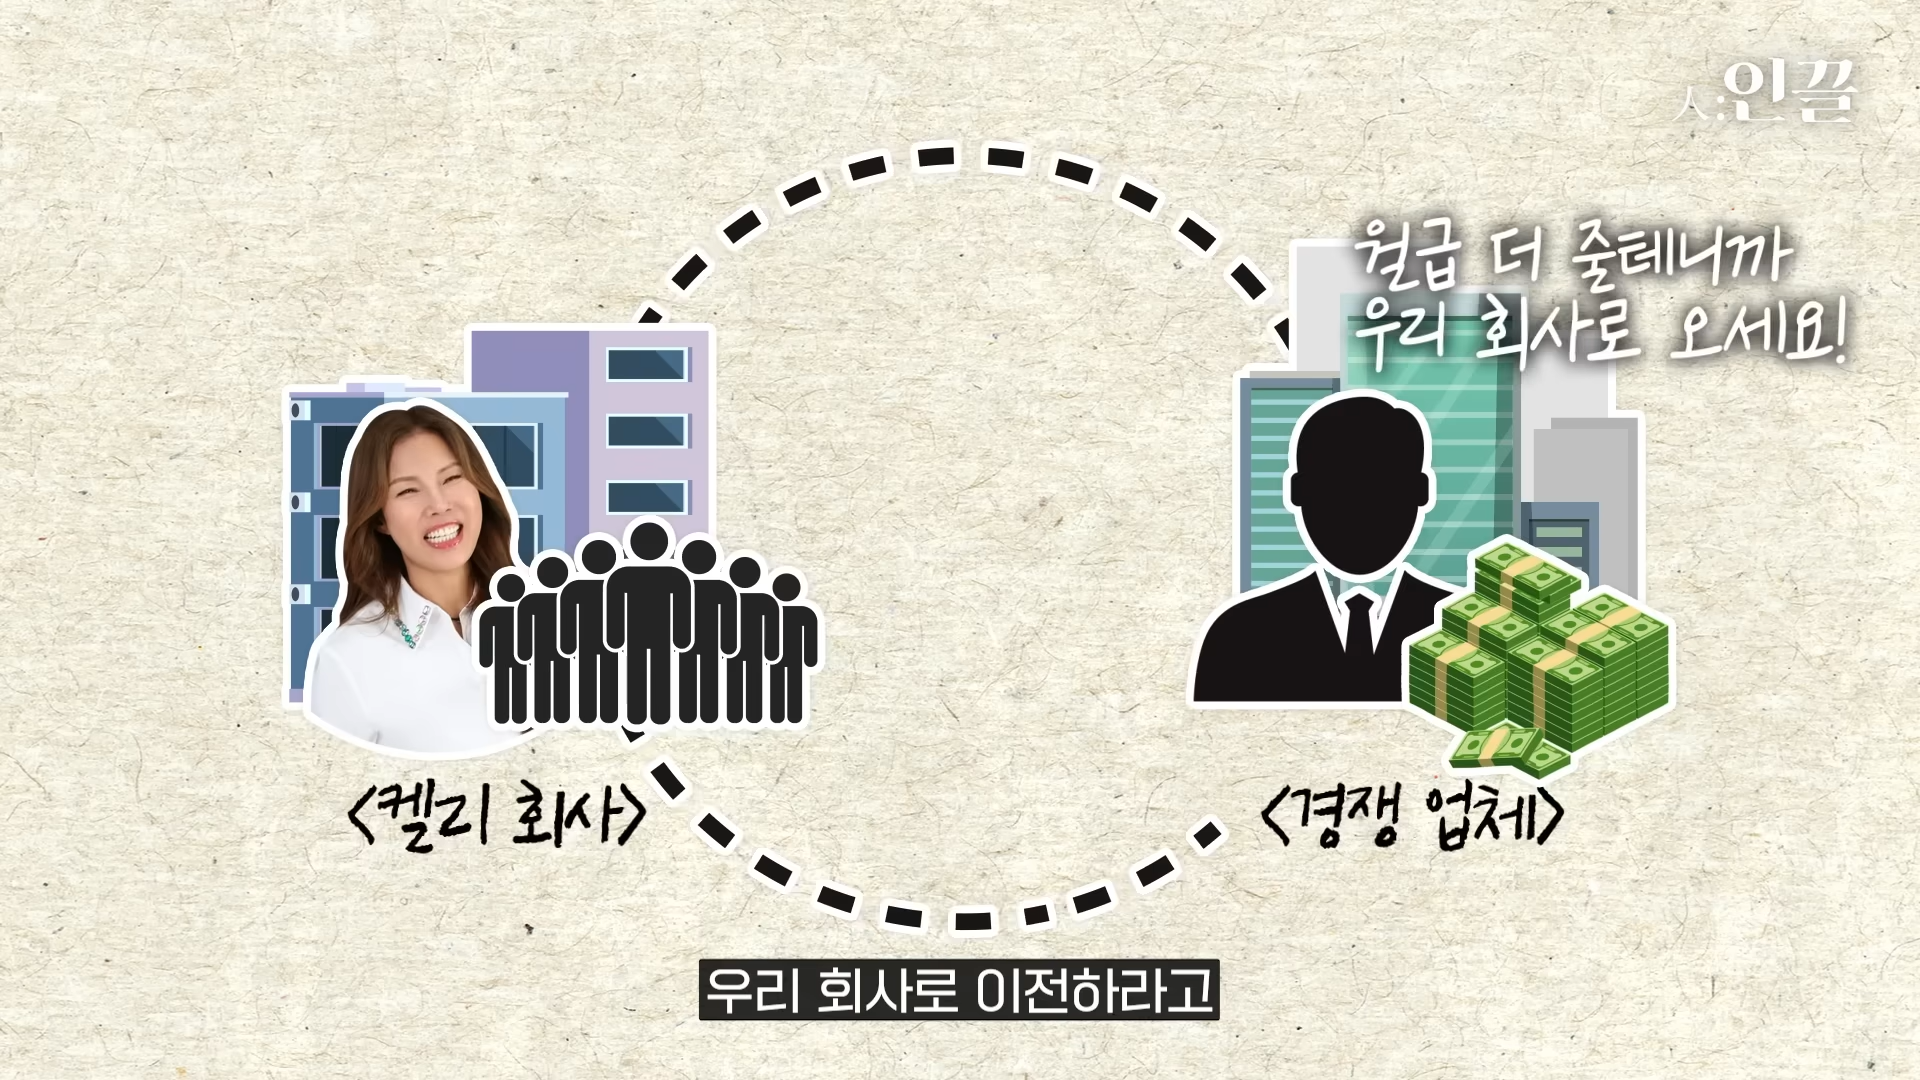 人:인끌
월급 더 줄테니까
우리 회사로 오세요!
<켈리 회사>
<경쟁 업체>
우리 회사로 이전하라고